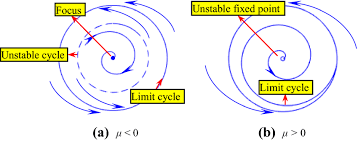 Focus
Unstable fixed point
Unstable cycle
Limit cycle
Limit cycle
(a) μ < 0
(b) μ > 0